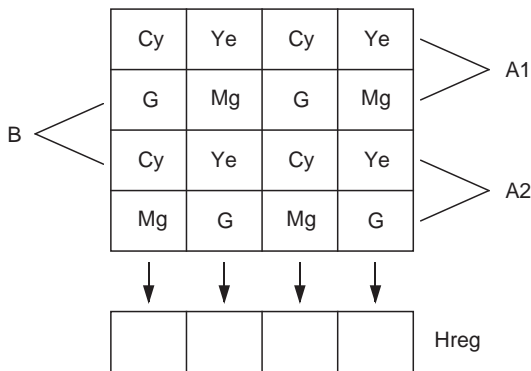 Cy Ye Cy Ye
A1
G Mg G Mg
B
Cy Ye Cy Ye
A2
Mg G Mg G
Hreg